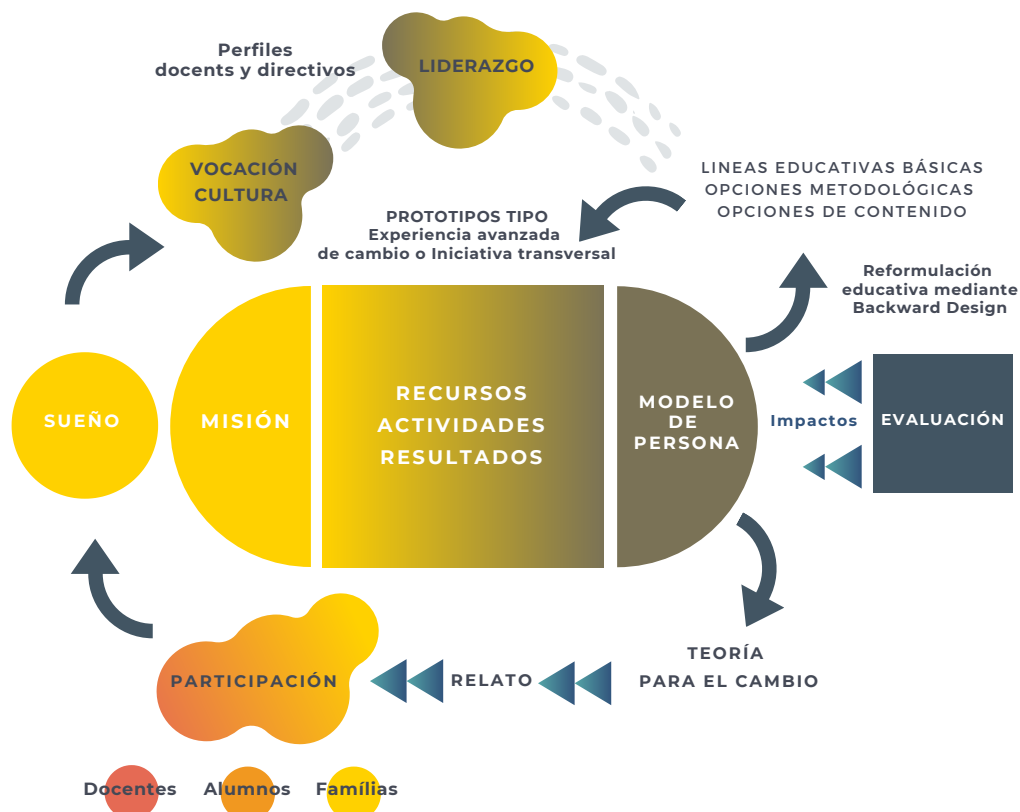 Perfiles
docents y directivos
LIDERAZGO
VOCACIÓN
CULTURA
LINEAS EDUCATIVAS BÁSICAS
OPCIONES METODOLÓGICAS
OPCIONES DE CONTENIDO
PROTOTIPOS TIPO
Experiencia avanzada
de cambio o Iniciativa transversal
Reformulación
educativa mediante
Backward Design
SUEÑO
MISIÓN
RECURSOS
ACTIVIDADES
RESULTADOS
MODELO
DE
PERSONA
Impactos
EVALUACIÓN
TEORÍA
PARA EL CAMBIO
RELATO
PARTICIPACIÓN
Docentes
Alumnos
Famílias